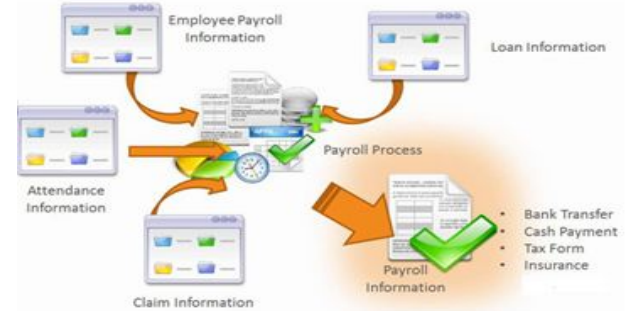 Employee Payroll
Information
Loan Information
Payroll Process
Attendance
Information
Claim Information
Payroll
Information
• Bank Transfer
• Cash Payment
• Tax Form
• Insurance